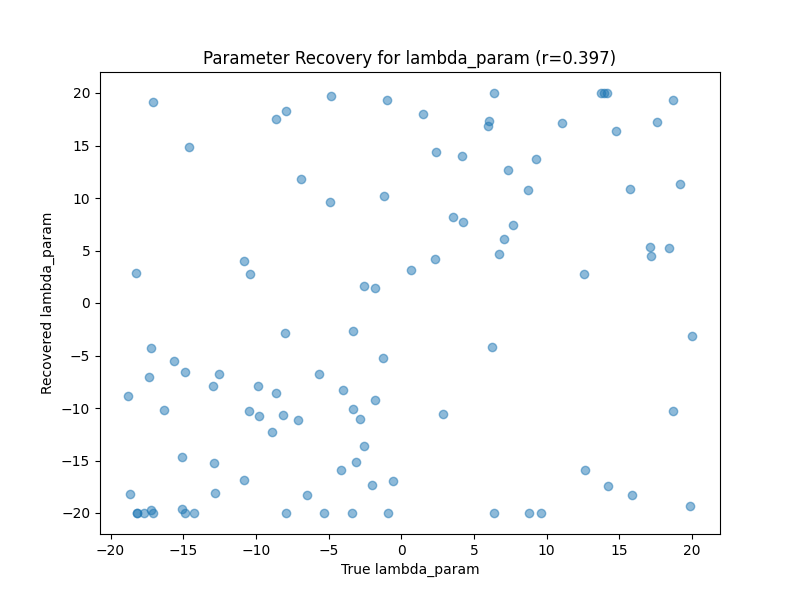 Parameter Recovery for lambda_param (r=0.397)
20
15
10
5
0
−5
−10
−15
−20
Recovered lambda_param
−20 −15 −10 −5 0 5 10 15 20
True lambda_param